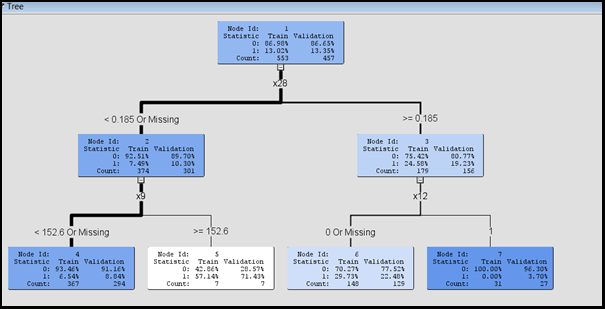 Tree
Node Id: 1
Statistic Train Validation
0: 86.98% 86.65%
1: 13.02% 13.35%
Count: 553 457
x28
< 0.185 Or Missing
>= 0.185
Node Id: 2
Statistic Train Validation
0: 92.51% 89.70%
1: 7.49% 10.30%
Count: 374 301
Node Id: 3
Statistic Train Validation
0: 75.42% 80.77%
1: 24.58% 19.23%
Count: 179 156
x9
x12
< 152.6 Or Missing
>= 152.6
0 Or Missing
1
Node Id: 4
Statistic Train Validation
0: 93.46% 91.16%
1: 6.54% 8.84%
Count: 367 294
Node Id: 5
Statistic Train Validation
0: 42.86% 28.57%
1: 57.14% 71.43%
Count: 7 7
Node Id: 6
Statistic Train Validation
0: 70.27% 77.52%
1: 29.73% 22.48%
Count: 148 129
Node Id: 7
Statistic Train Validation
0: 100.00% 96.30%
1: 0.00% 3.70%
Count: 31 27